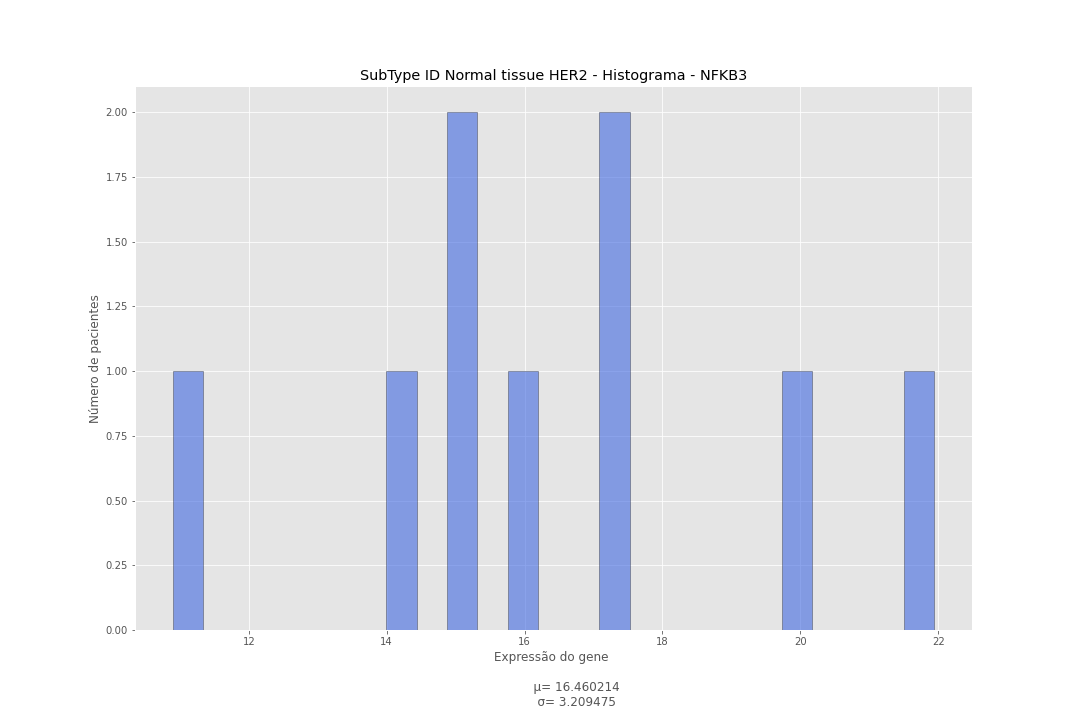 SubType ID Normal tissue HER2 - Histograma - NFKB3
Número de pacientes
2.00
1.75
1.50
1.25
1.00
0.75
0.50
0.25
0.00
12 14 16 18 20 22
Expressão do gene
μ= 16.460214
σ= 3.209475